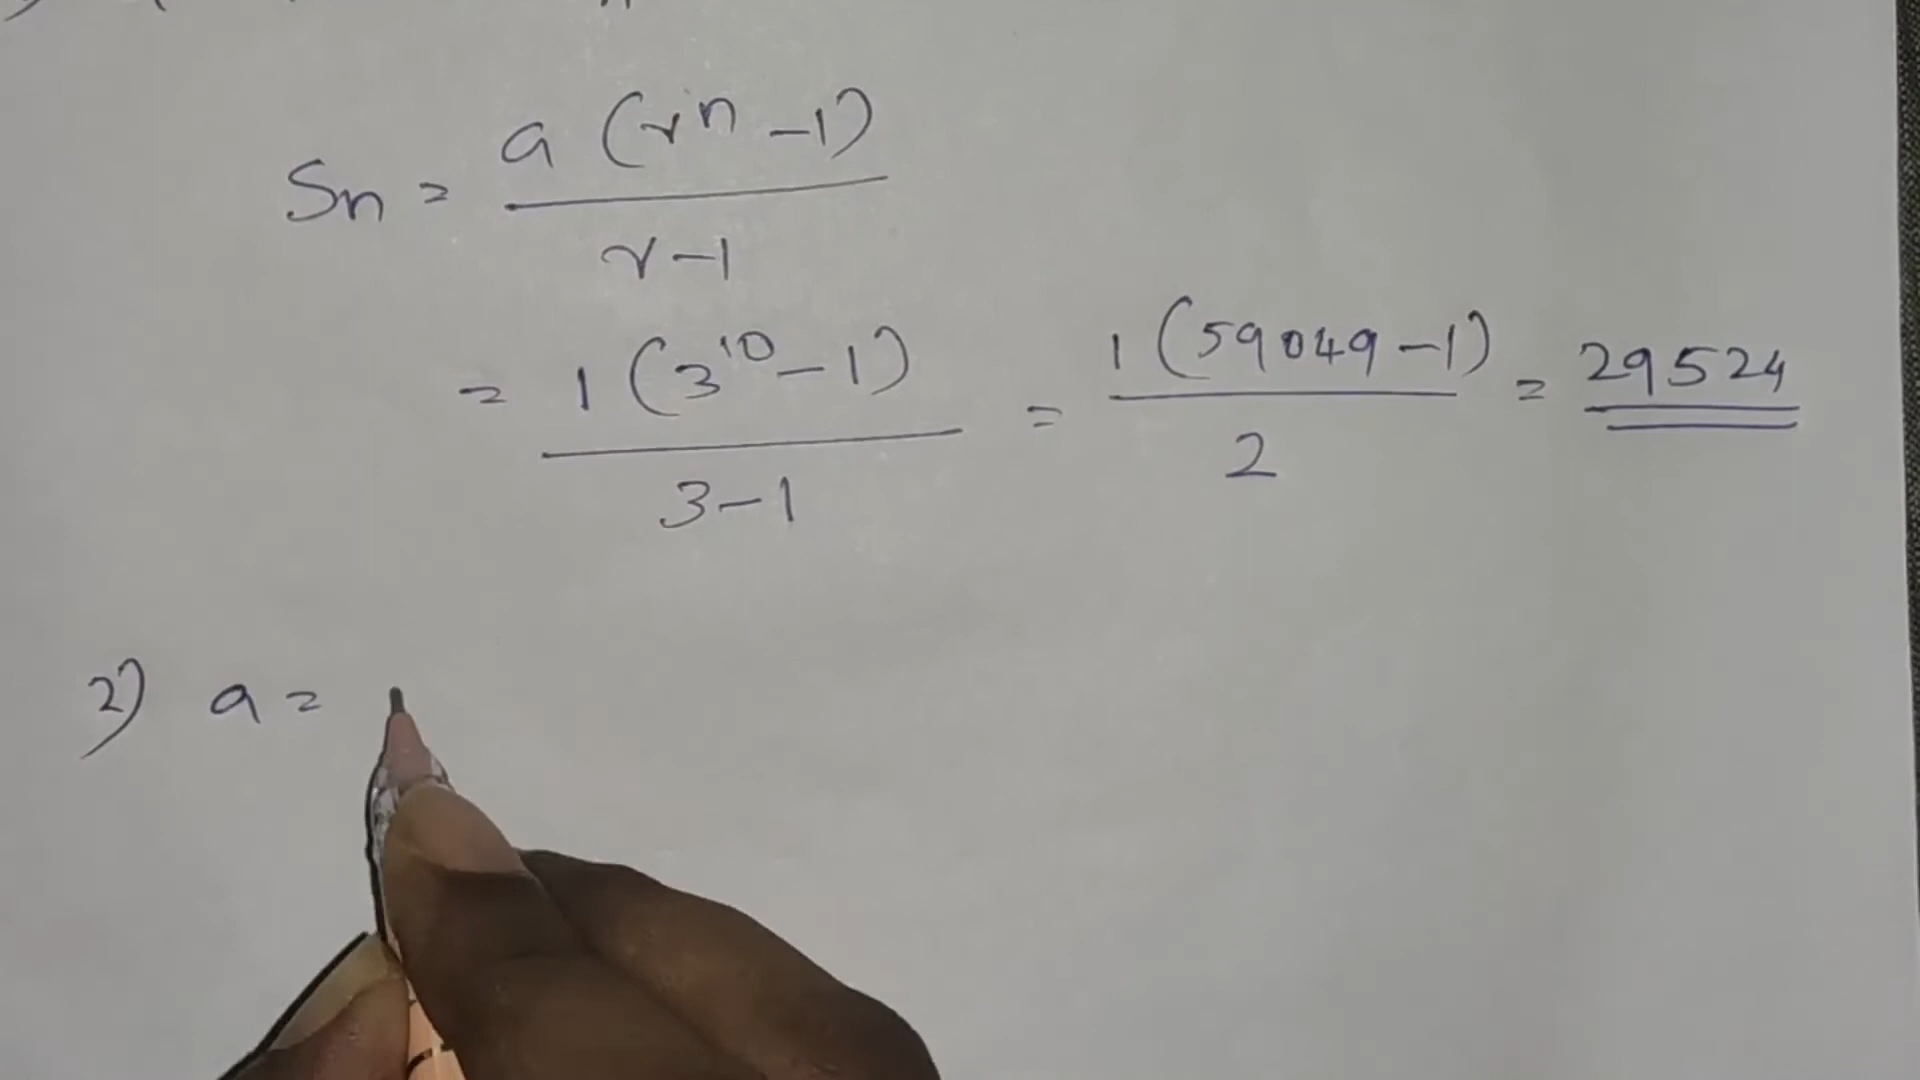 Sn = a (r^n - 1) / r - 1
= 1 (3^10 - 1) / 3 - 1 = 1 (59049 - 1) / 2 = 29524
2) a =